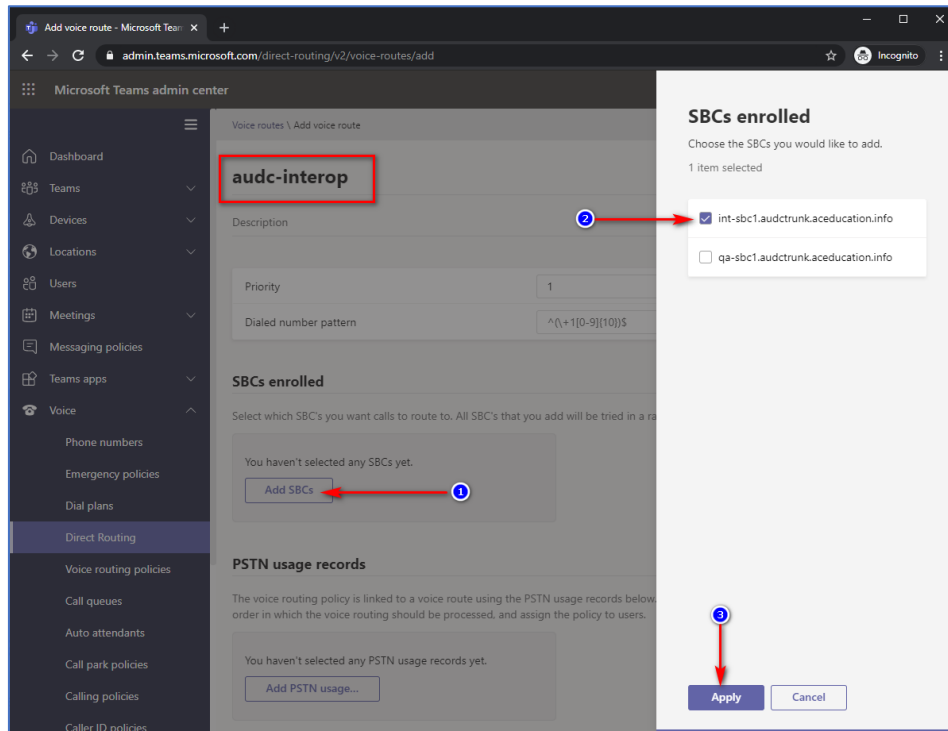 Add voice route - Microsoft Tear
admin.teams.microsoft.com/direct-routing/v2/voice-routes/add
Incognito
Microsoft Teams admin center
Dashboard
Teams
Devices
Locations
Users
Meetings
Messaging policies
Teams apps
Voice
Phone numbers
Emergency policies
Dial plans
Direct Routing
Voice routing policies
Call queues
Auto attendants
Call park policies
Calling policies
Caller ID policies
Voice routes \ Add voice route
audc-interop
Description
Priority
1
Dialed number pattern
^(\+1[0-9]{10})$
SBCs enrolled
Select which SBC's you want calls to route to. All SBC's that you add will be tried in a ra
You haven't selected any SBCs yet.
Add SBCs
1
PSTN usage records
The voice routing policy is linked to a voice route using the PSTN usage records below.
order in which the voice routing should be processed, and assign the policy to users.
You haven't selected any PSTN usage records yet.
Add PSTN usage...
SBCs enrolled
Choose the SBCs you would like to add.
1 item selected
2
int-sbc1.audctrunk.aceducation.info
qa-sbc1.audctrunk.aceducation.info
3
Apply
Cancel